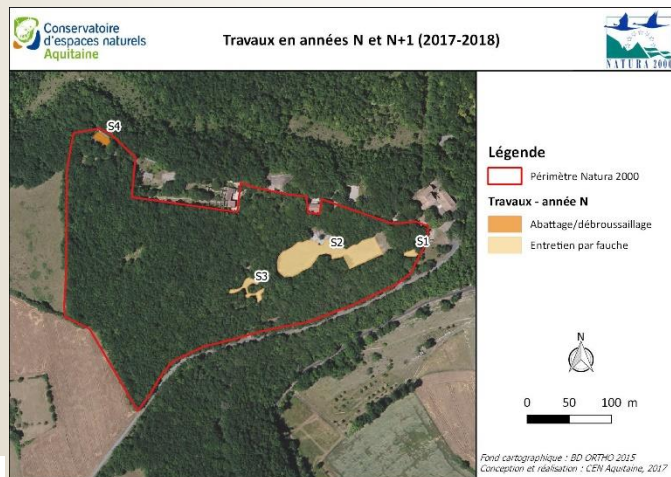 Conservatoire
d'espaces naturels
Aquitaine
Travaux en années N et N+1 (2017-2018)
NATURA 2000
S4
S3
S2
S1
Légende
Périmètre Natura 2000
Travaux - année N
Abattage/débroussaillage
Entretien par fauche
N
0 50 100 m
Fond cartographique : BD ORTHO 2015
Conception et réalisation : CEN Aquitaine, 2017